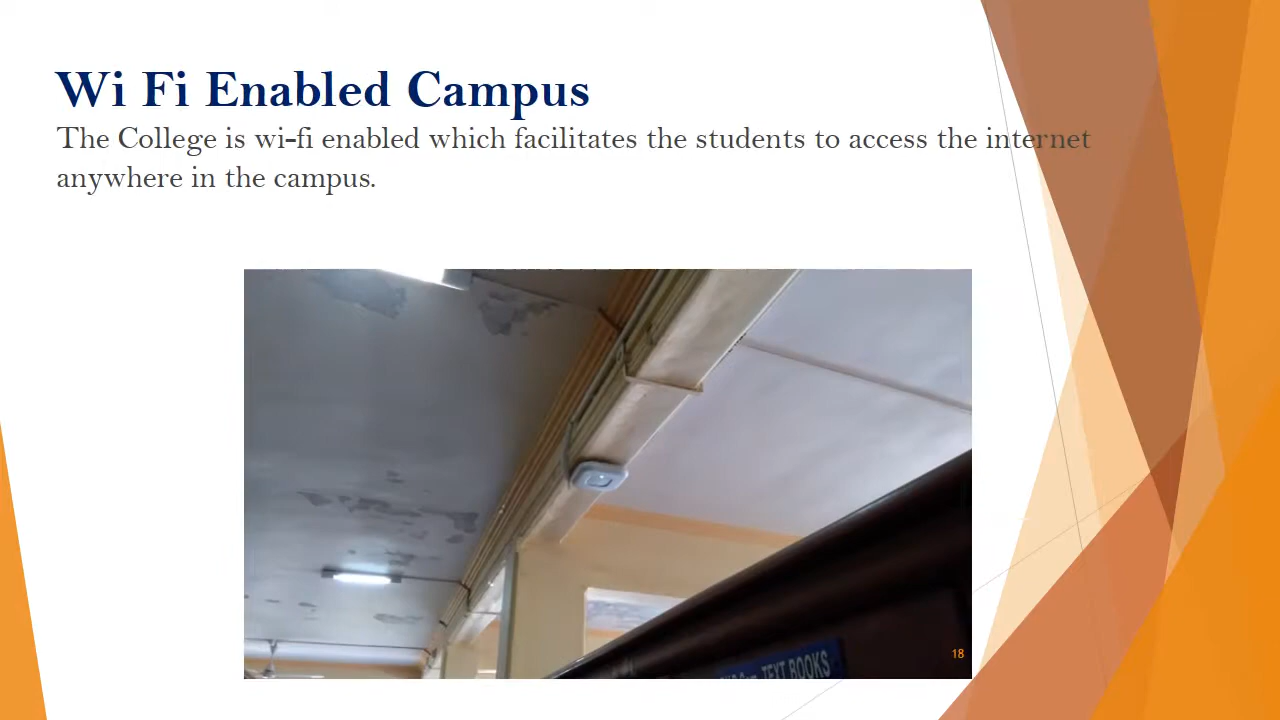 Wi Fi Enabled Campus
The College is wi-fi enabled which facilitates the students to access the internet
anywhere in the campus.
TEXT BOOKS
18